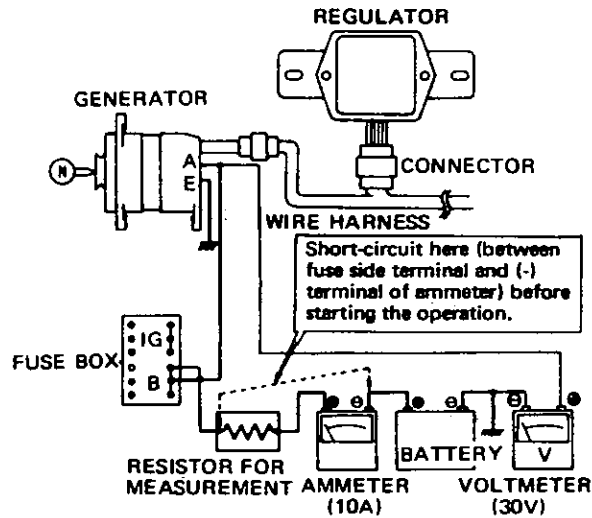 REGULATOR
GENERATOR
N
A
E
CONNECTOR
WIRE HARNESS
Short-circuit here (between
fuse side terminal and (-)
terminal of ammeter) before
starting the operation.
FUSE BOX
IG
B
⊖
⊖
⊖
BATTERY
V
RESISTOR FOR
MEASUREMENT
AMMETER
(10A)
VOLTMETER
(30V)